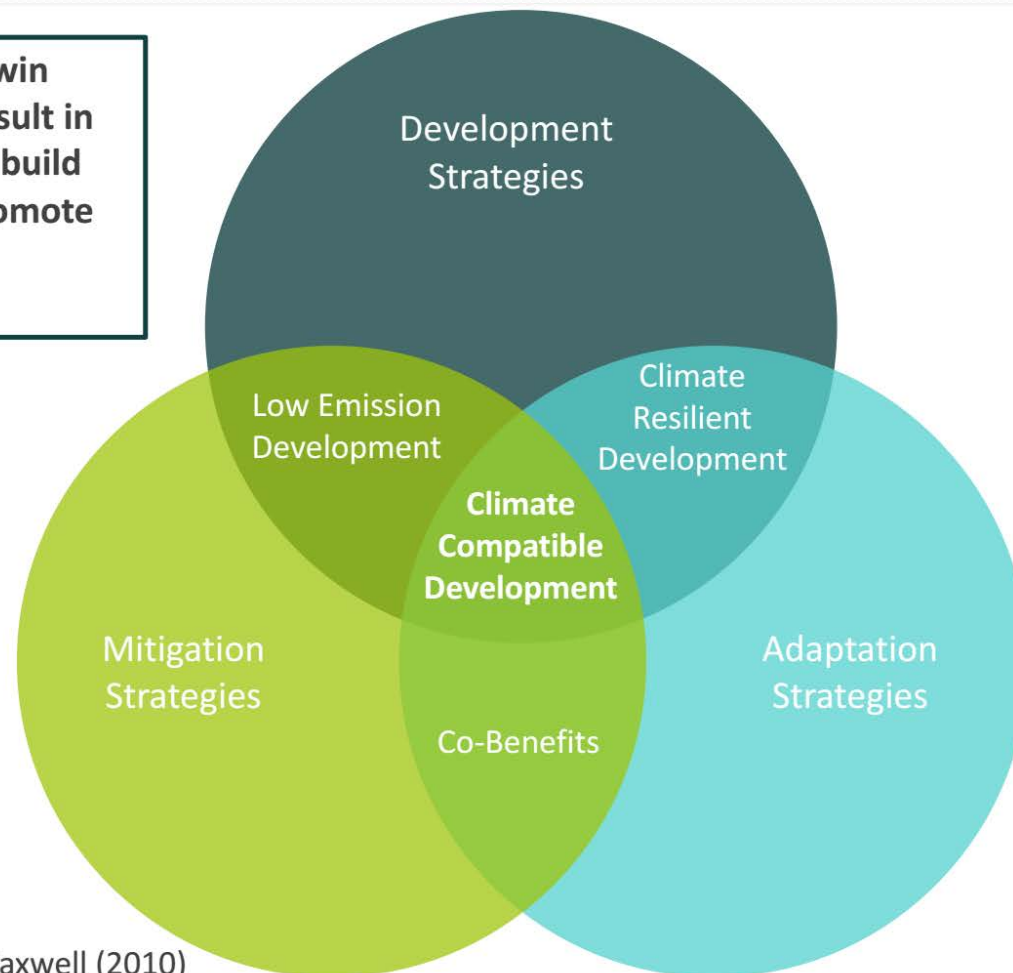 win
sult in
build
omote
Development
Strategies
Low Emission
Development
Climate
Resilient
Development
Climate
Compatible
Development
Mitigation
Strategies
Adaptation
Strategies
Co-Benefits
axwell (2010)